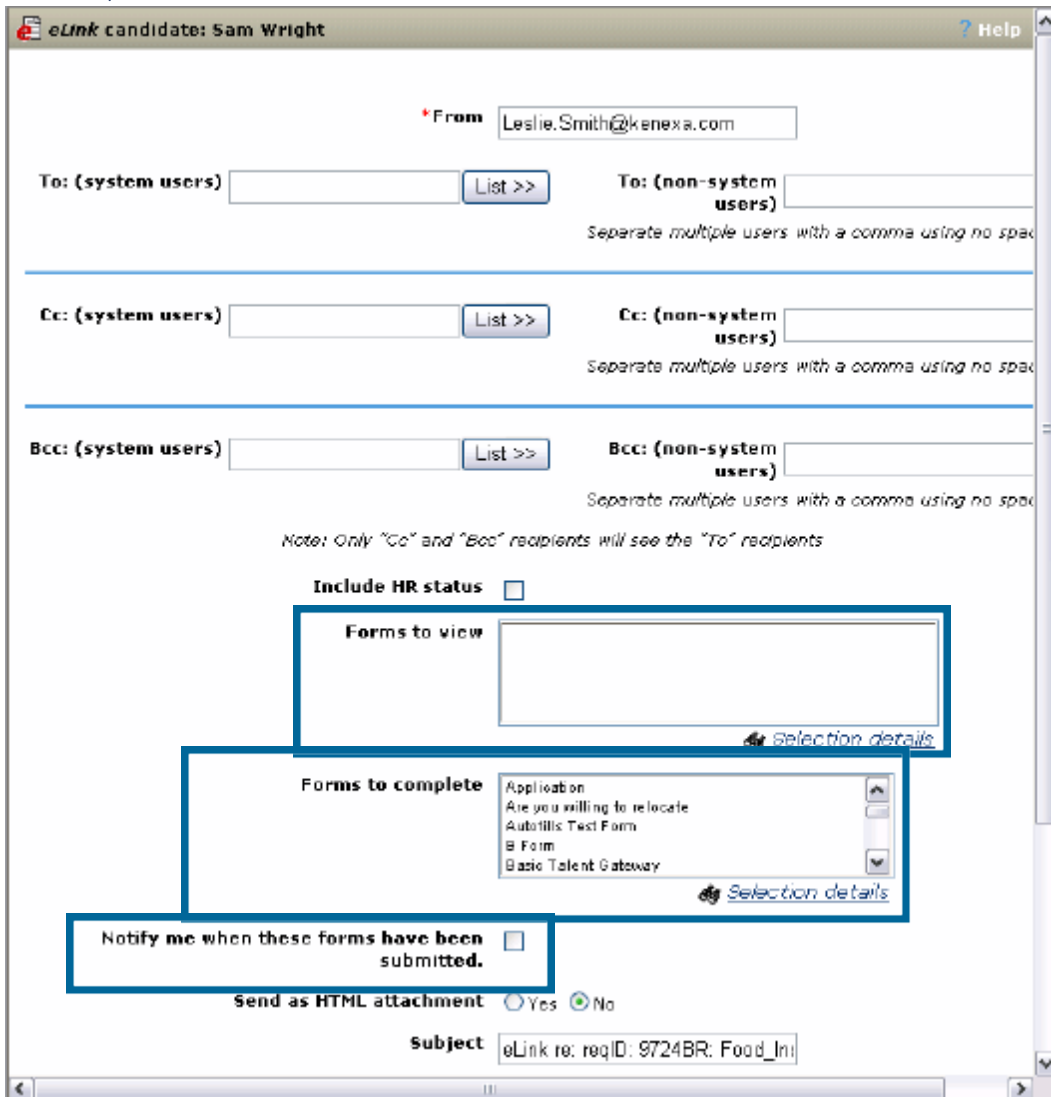 eLink candidate: Sam Wright
? Help
*From Leslie.Smith@kenexa.com
To: (system users) List >> To: (non-system users)
Separate multiple users with a comma using no spac
Cc: (system users) List >> Cc: (non-system users)
Separate multiple users with a comma using no spac
Bcc: (system users) List >> Bcc: (non-system users)
Separate multiple users with a comma using no spac
Note: Only "Cc" and "Bcc" recipients will see the "To" recipients
Include HR status
Forms to view
Selection details
Forms to complete
Application
Are you willing to relocate
Autofills Test Form
B Form
Basic Talent Gateway
Selection details
Notify me when these forms have been
submitted.
Send as HTML attachment Yes No
Subject eLink re: reqID: 9724BR: Food_In